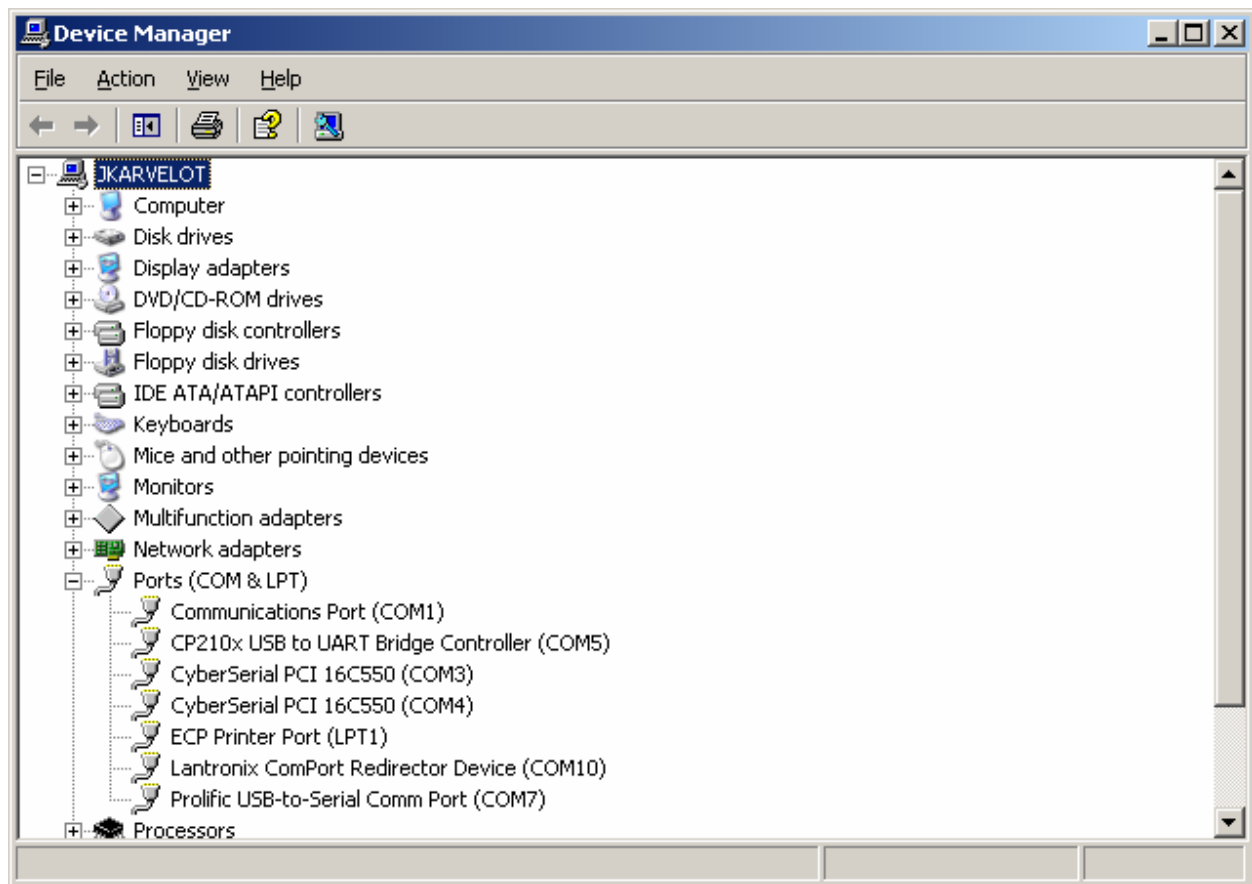 Device Manager
File Action View Help
JKARVELOT
Computer
Disk drives
Display adapters
DVD/CD-ROM drives
Floppy disk controllers
Floppy disk drives
IDE ATA/ATAPI controllers
Keyboards
Mice and other pointing devices
Monitors
Multifunction adapters
Network adapters
Ports (COM & LPT)
Communications Port (COM1)
CP210x USB to UART Bridge Controller (COM5)
CyberSerial PCI 16C550 (COM3)
CyberSerial PCI 16C550 (COM4)
ECP Printer Port (LPT1)
Lantronix ComPort Redirector Device (COM10)
Prolific USB-to-Serial Comm Port (COM7)
Processors